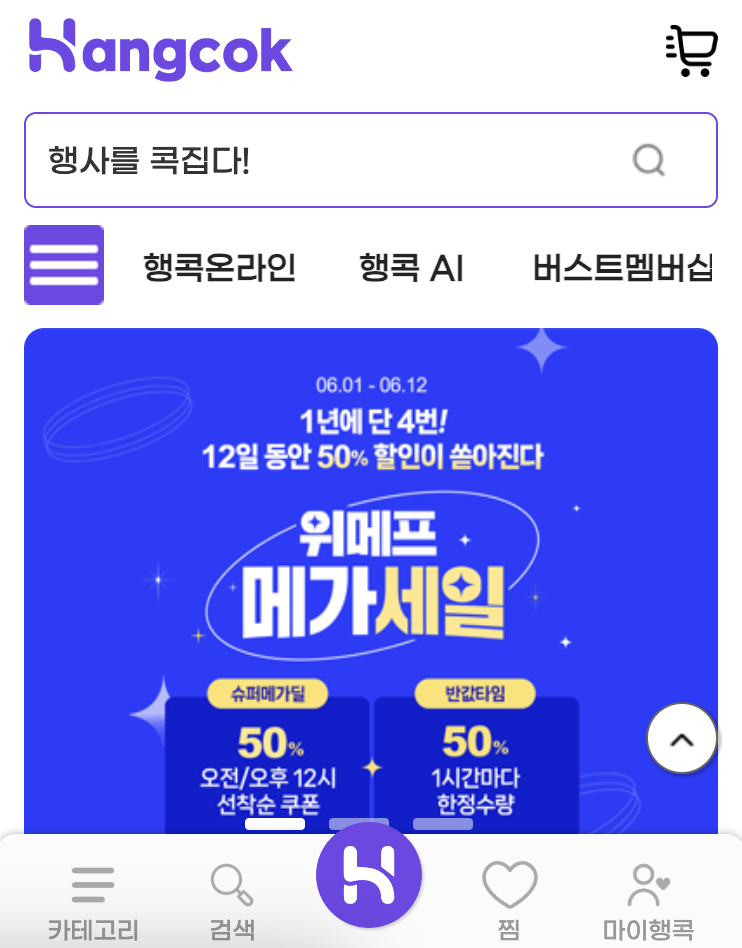 Hangcok
행사를 콕집다!
행콕온라인 행콕 AI 버스트멤버십
06.01 - 06.12
1년에 단 4번!
12일 동안 50% 할인이 쏟아진다
위메프
메가세일
슈퍼메가딜
50%
오전/오후 12시
선착순 쿠폰
반값타임
50%
1시간마다
한정수량
카테고리 검색 찜 마이행콕